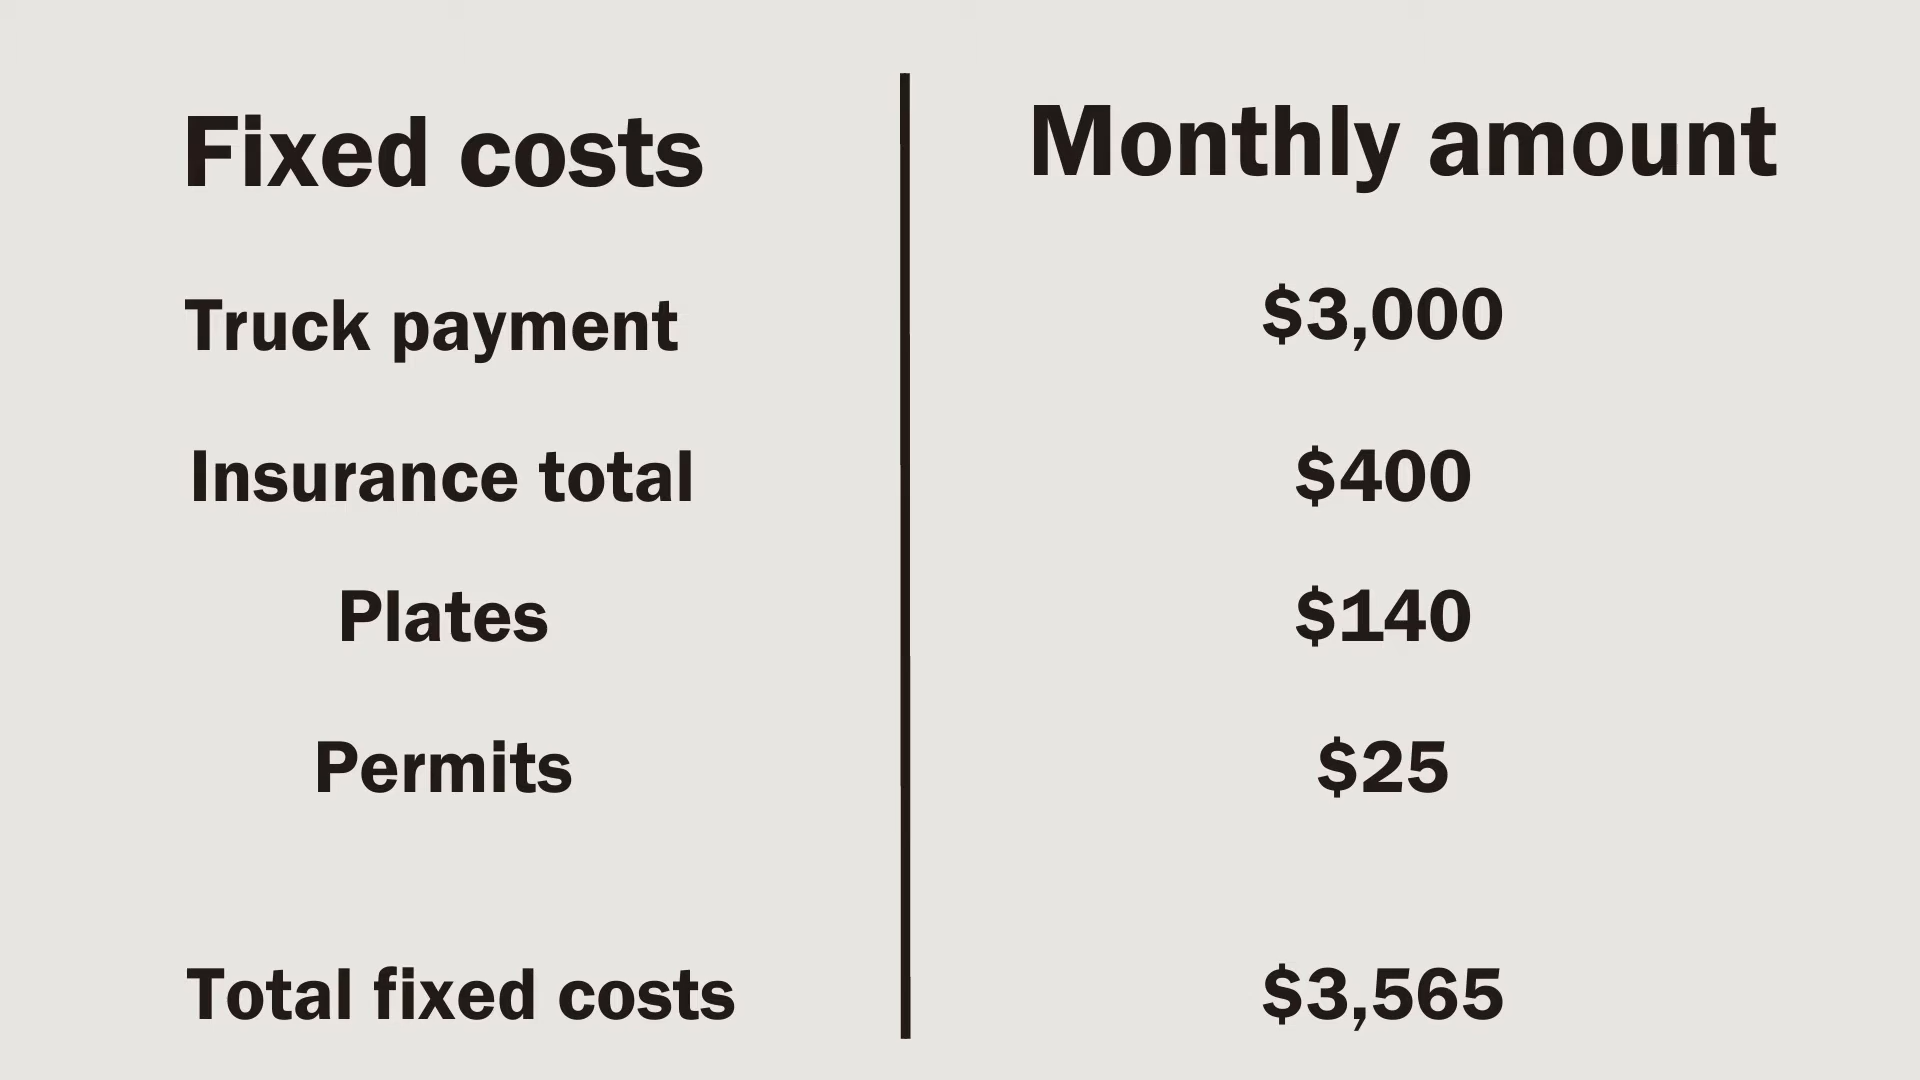 Fixed costs Monthly amount
Truck payment $3,000
Insurance total $400
Plates $140
Permits $25
Total fixed costs $3,565